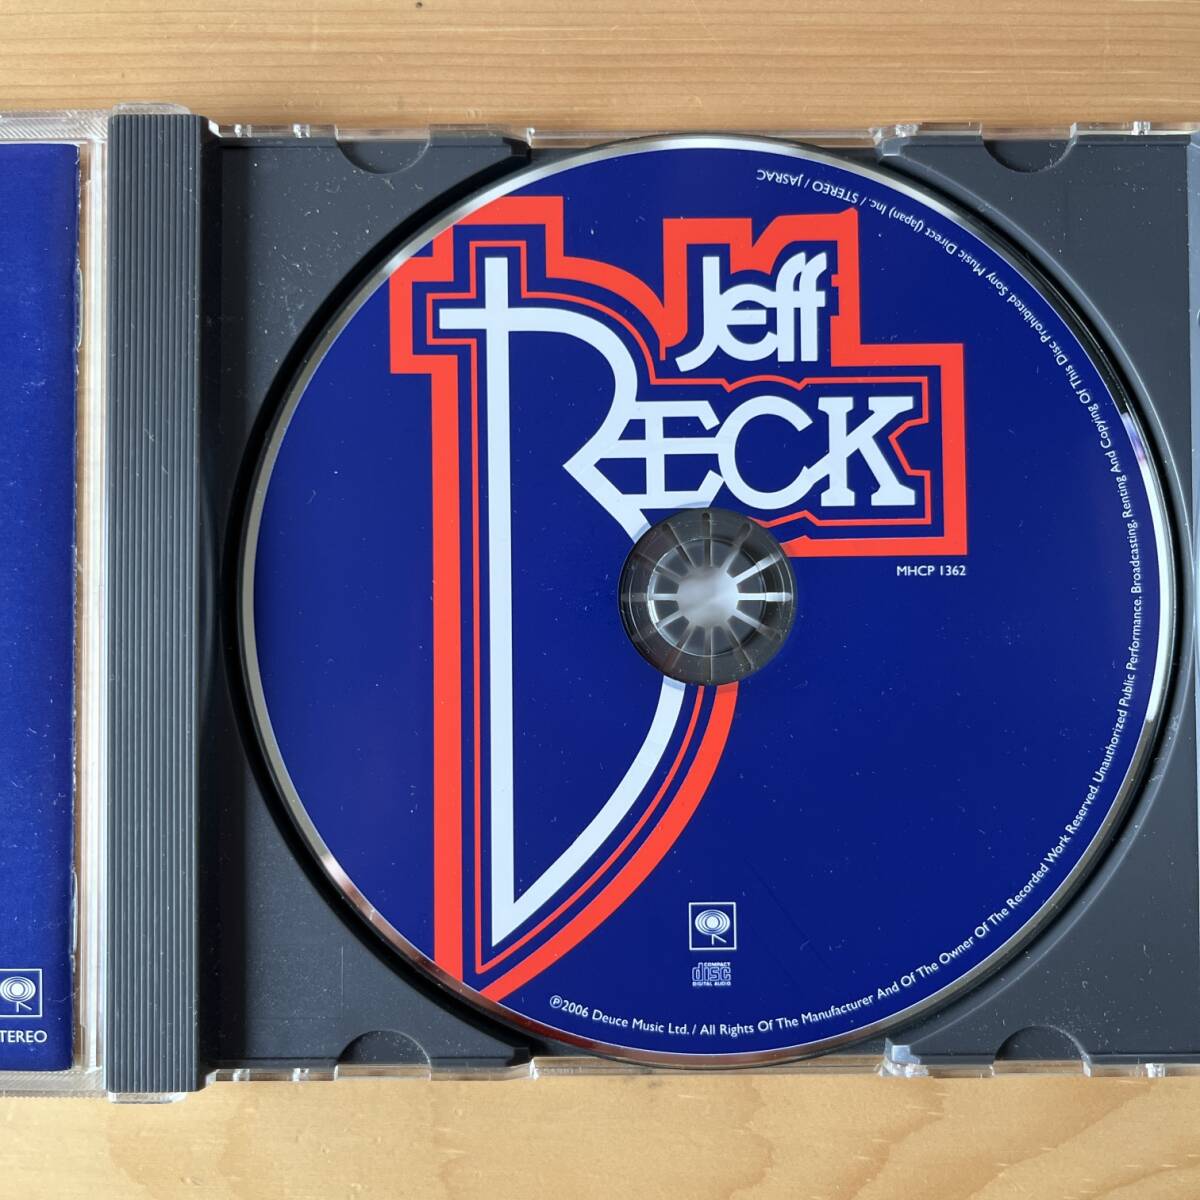 Jeff
BECK
MHCP 1362
COMPACT
disc
DIGITAL AUDIO
℗2006 Deuce Music Ltd. / All Rights Of The Manufacturer And Of The Owner Of The Recorded Work Reserved. Unauthorized Public Performance, Broadcasting, Renting And Copying Of This Disc Prohibited. Sony Music Direct (Japan) Inc. / STEREO / JASRAC
TEREO